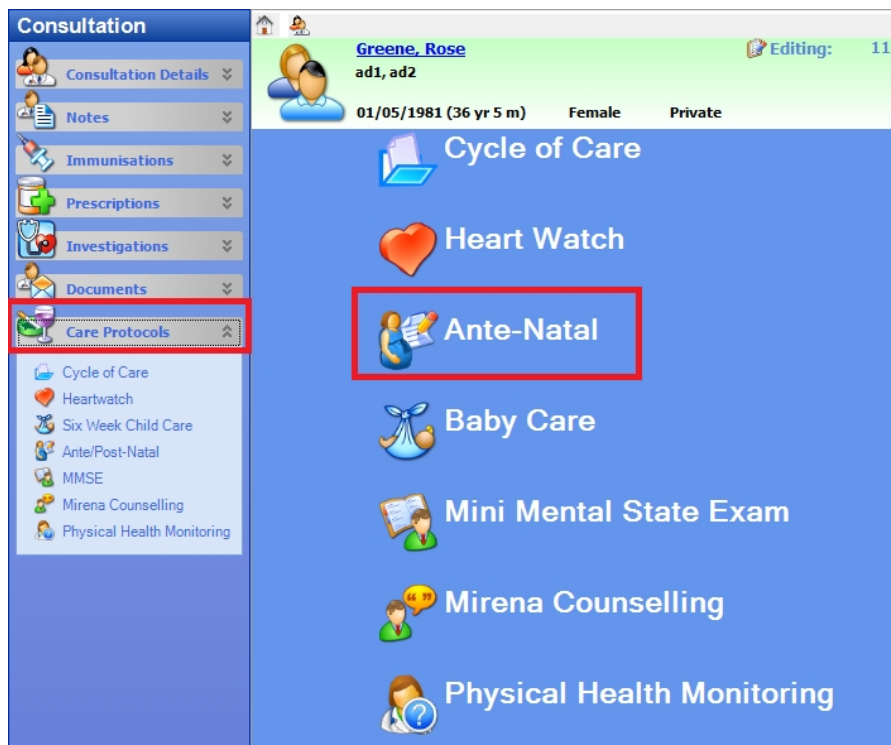 Consultation
Consultation Details
Notes
Immunisations
Prescriptions
Investigations
Documents
Care Protocols
Cycle of Care
Heartwatch
Six Week Child Care
Ante/Post-Natal
MMSE
Mirena Counselling
Physical Health Monitoring
Greene, Rose
Editing: 11
ad1, ad2
01/05/1981 (36 yr 5 m) Female Private
Cycle of Care
Heart Watch
Ante-Natal
Baby Care
Mini Mental State Exam
Mirena Counselling
Physical Health Monitoring